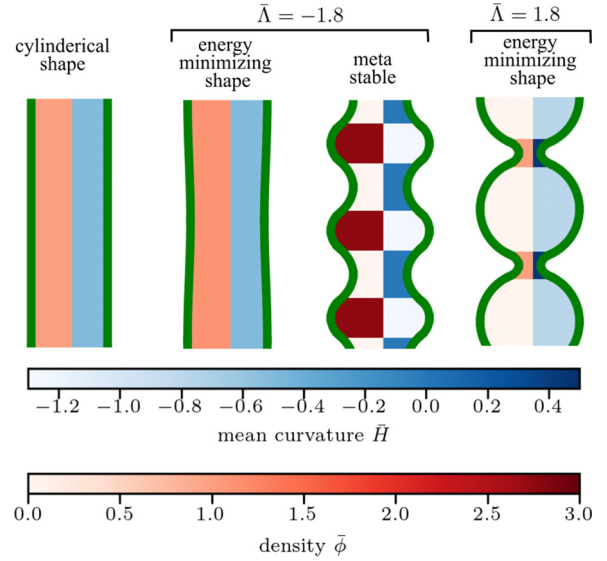 Λ̄ = −1.8
Λ̄ = 1.8
cylinderical
shape
energy
minimizing
shape
meta
stable
energy
minimizing
shape
−1.2 −1.0 −0.8 −0.6 −0.4 −0.2 0.0 0.2 0.4
mean curvature H̄
0.0 0.5 1.0 1.5 2.0 2.5 3.0
density ϕ̄